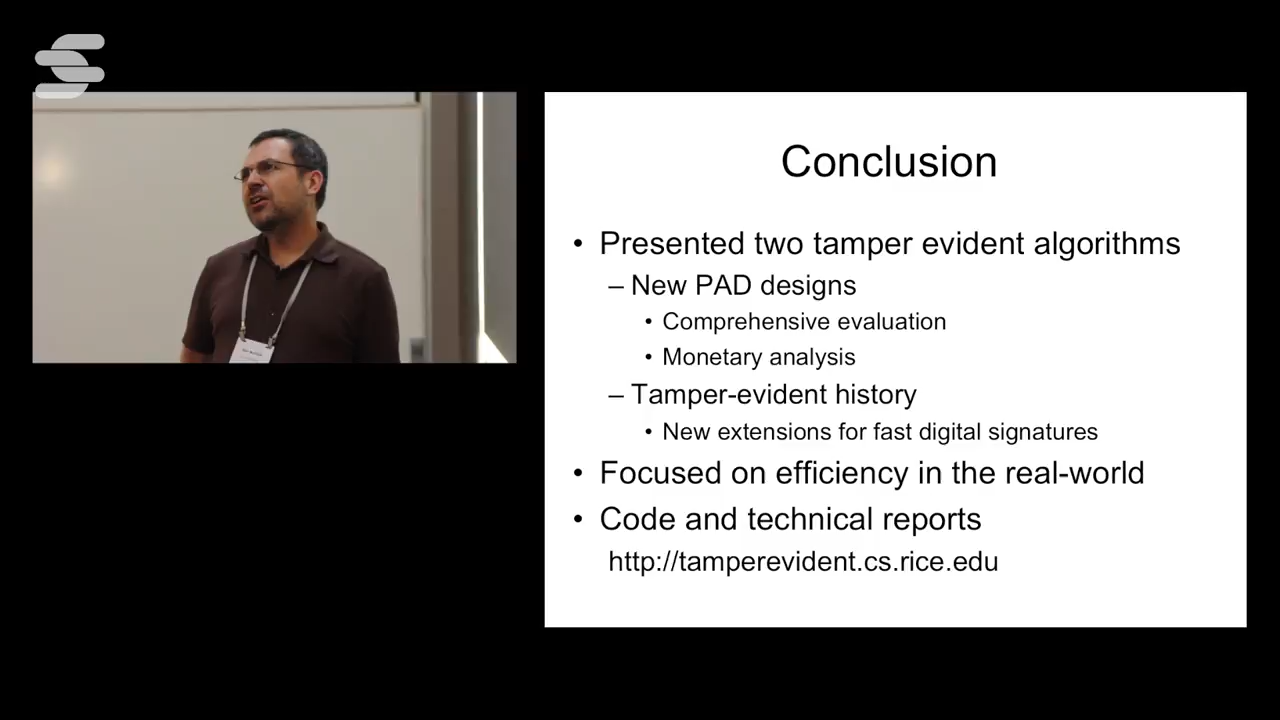 Conclusion
• Presented two tamper evident algorithms
– New PAD designs
• Comprehensive evaluation
• Monetary analysis
– Tamper-evident history
• New extensions for fast digital signatures
• Focused on efficiency in the real-world
• Code and technical reports
http://tamperevident.cs.rice.edu